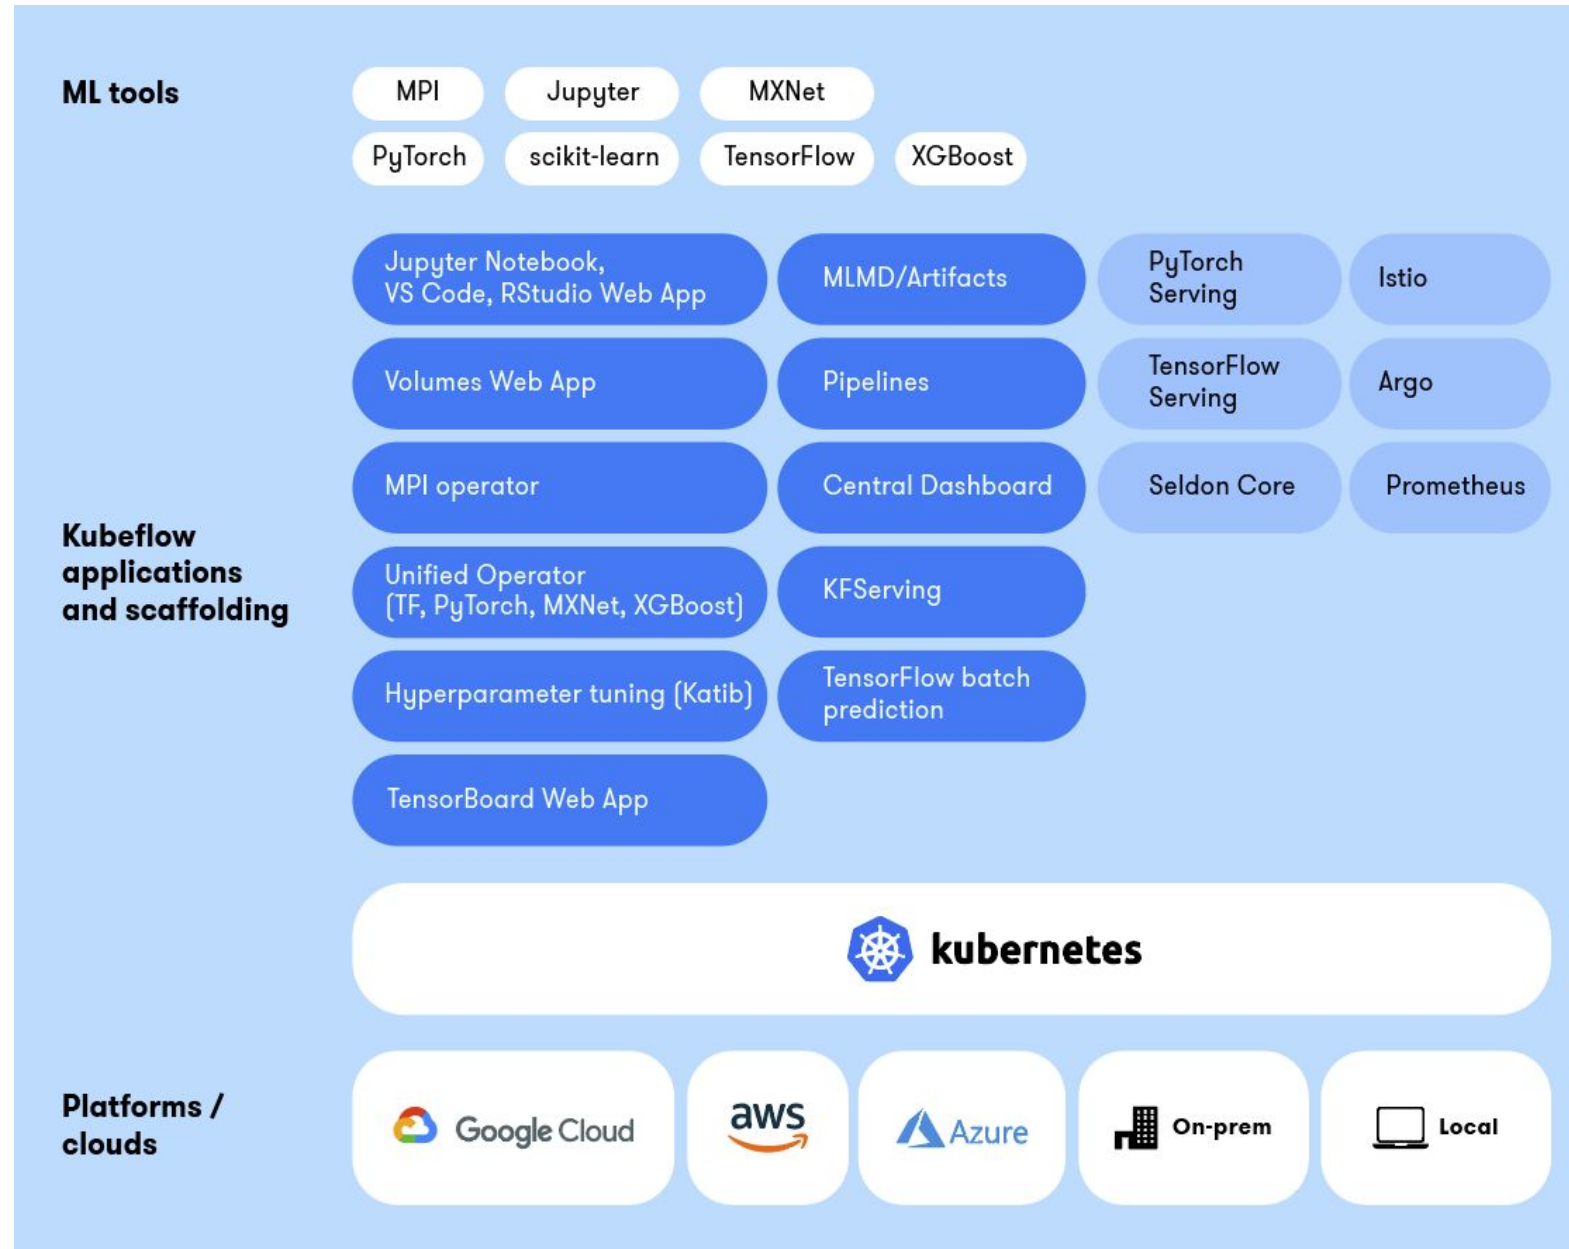 ML tools
MPI
Jupyter
MXNet
PyTorch
scikit-learn
TensorFlow
XGBoost
Kubeflow
applications
and scaffolding
Jupyter Notebook,
VS Code, RStudio Web App
MLMD/Artifacts
PyTorch
Serving
Istio
Volumes Web App
Pipelines
TensorFlow
Serving
Argo
MPI operator
Central Dashboard
Seldon Core
Prometheus
Unified Operator
(TF, PyTorch, MXNet, XGBoost)
KFServing
Hyperparameter tuning (Katib)
TensorFlow batch
prediction
TensorBoard Web App
kubernetes
Platforms /
clouds
Google Cloud
aws
Azure
On-prem
Local